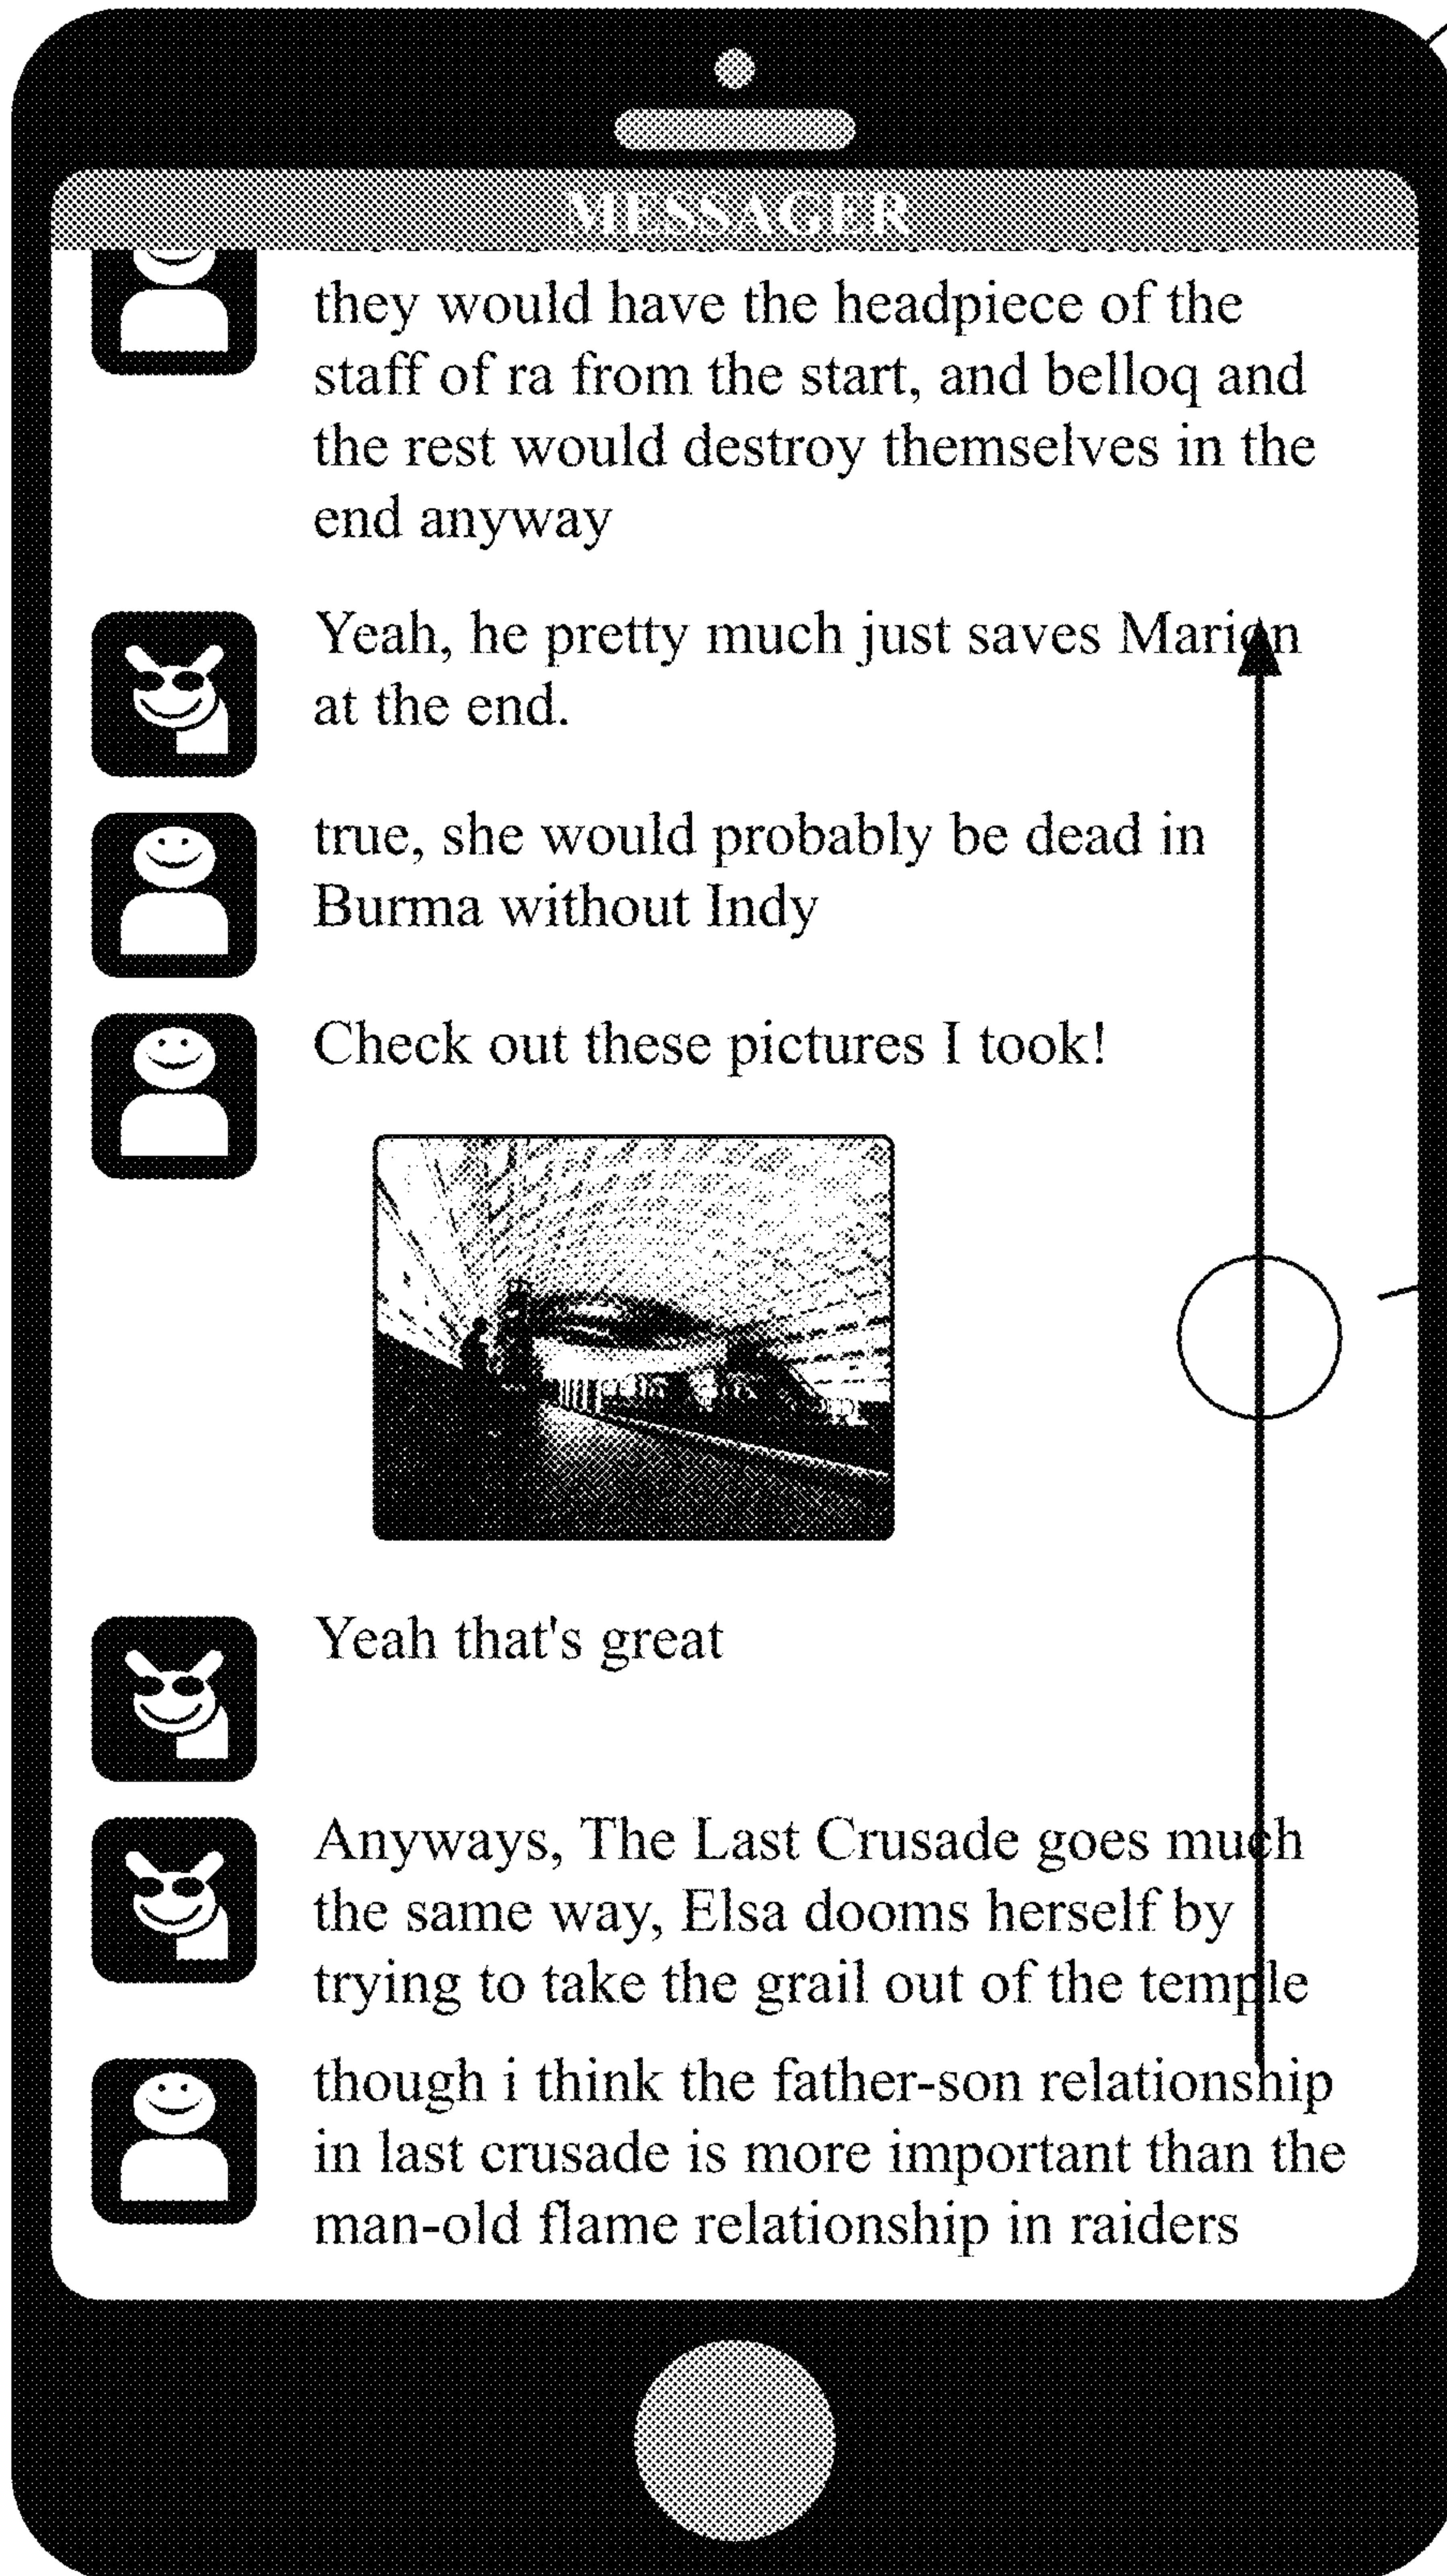 MESSAGER
they would have the headpiece of the
staff of ra from the start, and belloq and
the rest would destroy themselves in the
end anyway
Yeah, he pretty much just saves Marion
at the end.
true, she would probably be dead in
Burma without Indy
Check out these pictures I took!
Yeah that's great
Anyways, The Last Crusade goes much
the same way, Elsa dooms herself by
trying to take the grail out of the temple
though i think the father-son relationship
in last crusade is more important than the
man-old flame relationship in raiders